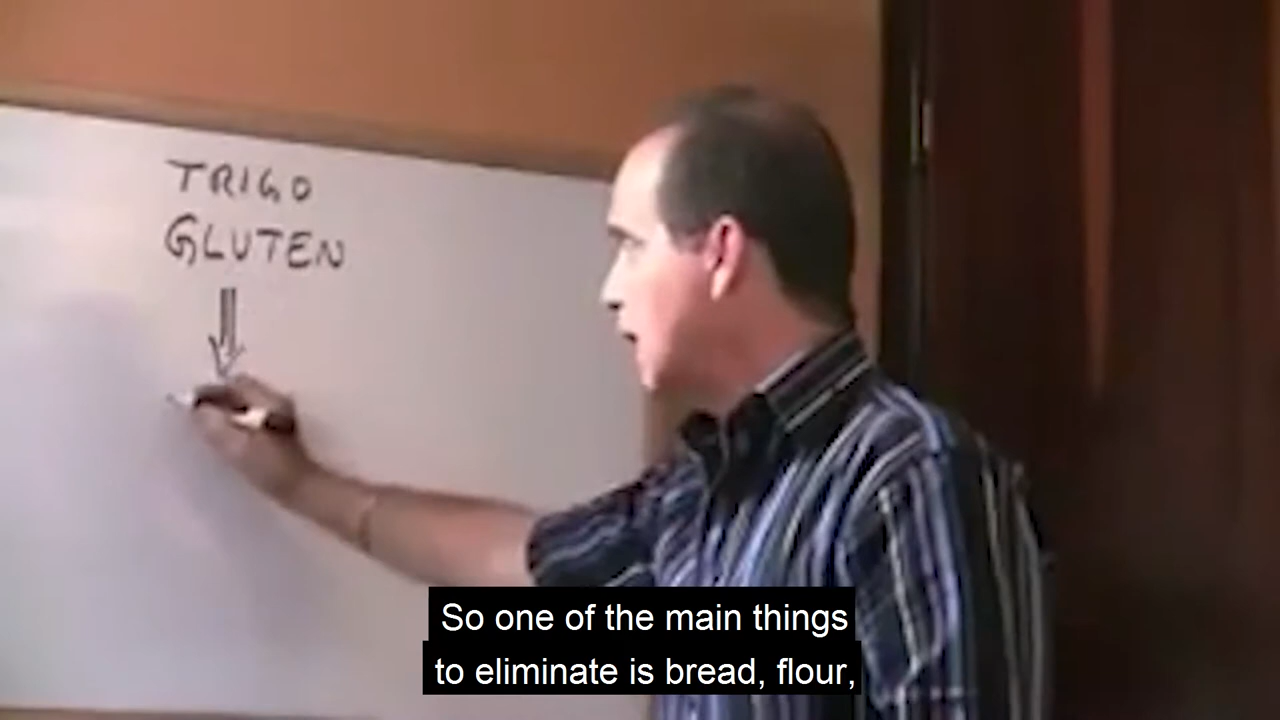 TRIGO
GLUTEN
So one of the main things
to eliminate is bread, flour,